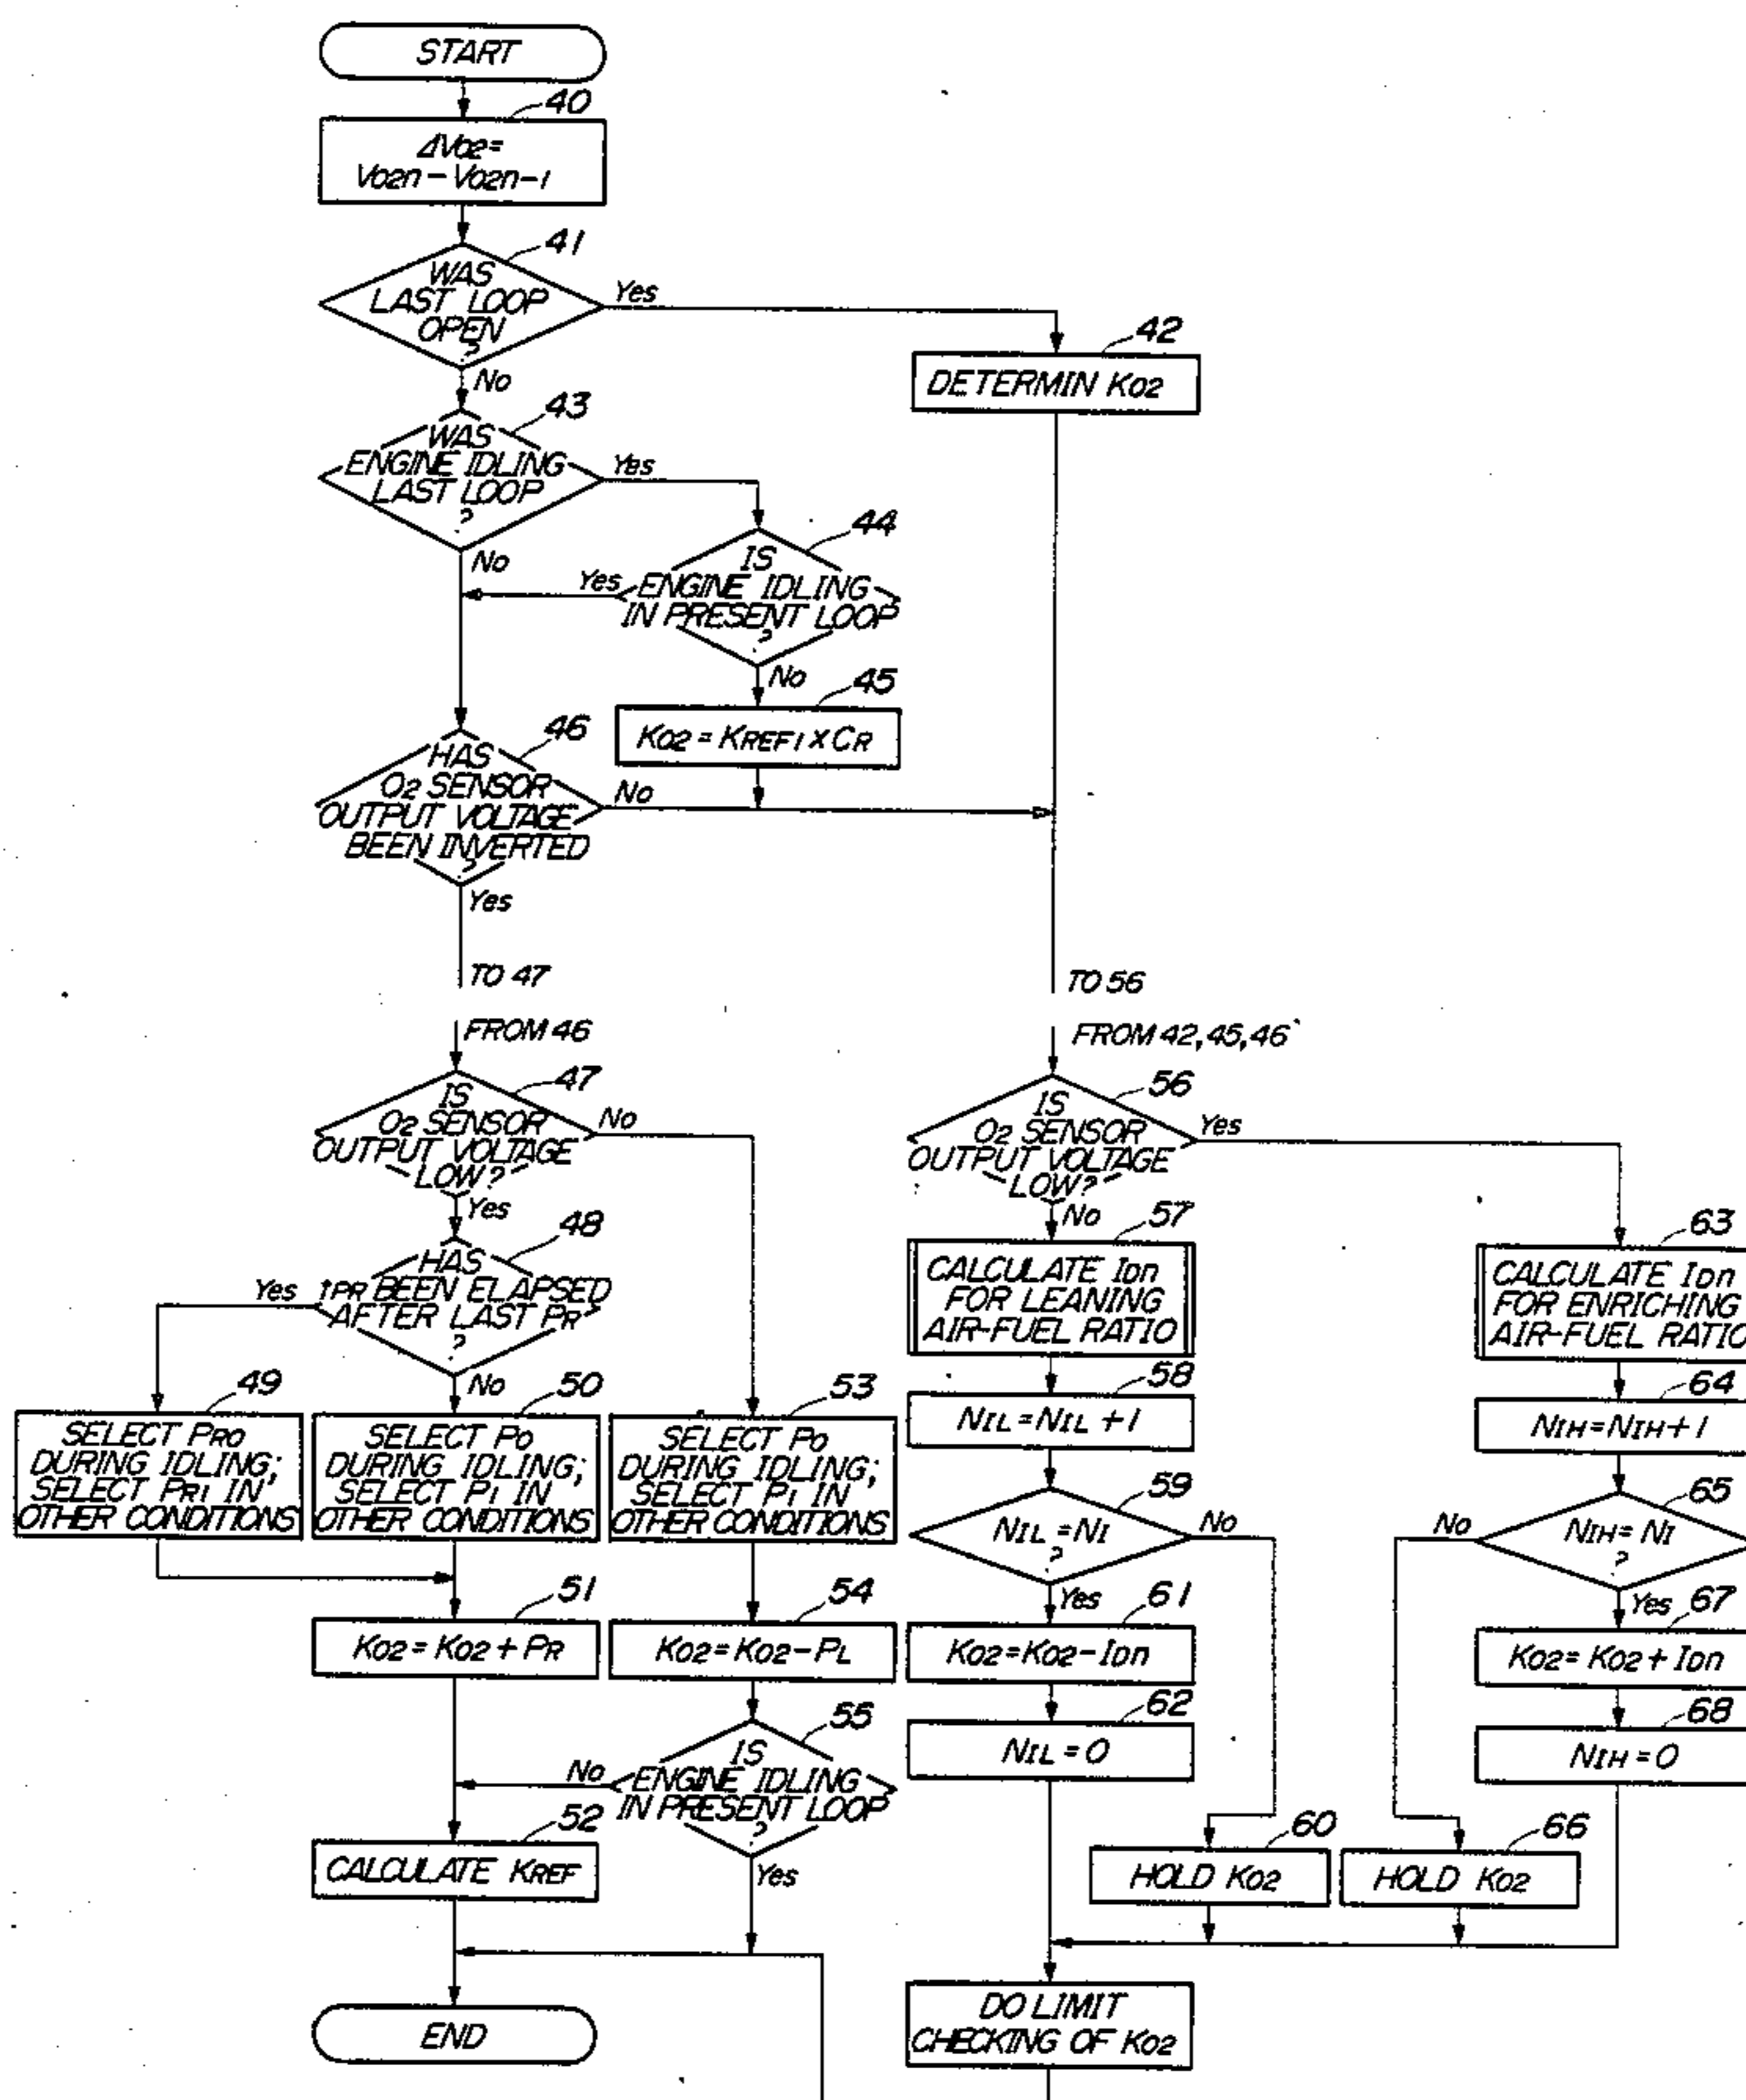 START
40
ΔVO2=
VO2n-VO2n-1
41
WAS
LAST LOOP
OPEN
?
Yes
No
42
DETERMIN KO2
43
WAS
ENGINE IDLING
LAST LOOP
?
Yes
No
44
IS
ENGINE IDLING
IN PRESENT LOOP
?
Yes
No
45
KO2=KREF1×CR
46
HAS
O2 SENSOR
OUTPUT VOLTAGE
BEEN INVERTED
?
No
Yes
TO 47
TO 56
FROM 46
FROM 42,45,46
47
IS
O2 SENSOR
OUTPUT VOLTAGE
LOW?
No
Yes
48
HAS
tPR BEEN ELAPSED
AFTER LAST PR
?
Yes
No
49
SELECT PRO
DURING IDLING;
SELECT PRI IN
OTHER CONDITIONS
50
SELECT PO
DURING IDLING;
SELECT PI IN
OTHER CONDITIONS
53
SELECT PO
DURING IDLING;
SELECT PI IN
OTHER CONDITIONS
51
KO2=KO2+PR
54
KO2=KO2-PL
55
IS
ENGINE IDLING
IN PRESENT LOOP
?
No
Yes
52
CALCULATE KREF
END
56
IS
O2 SENSOR
OUTPUT VOLTAGE
LOW?
Yes
No
57
CALCULATE IDn
FOR LEANING
AIR-FUEL RATIO
58
NIL=NIL+1
59
NIL=NI
?
No
Yes
61
KO2=KO2-IDn
62
NIL=0
60
HOLD KO2
63
CALCULATE IDn
FOR ENRICHING
AIR-FUEL RATIO
64
NIH=NIH+1
65
NIH=NI
?
No
Yes
67
KO2=KO2+IDn
68
NIH=0
66
HOLD KO2
DO LIMIT
CHECKING OF KO2